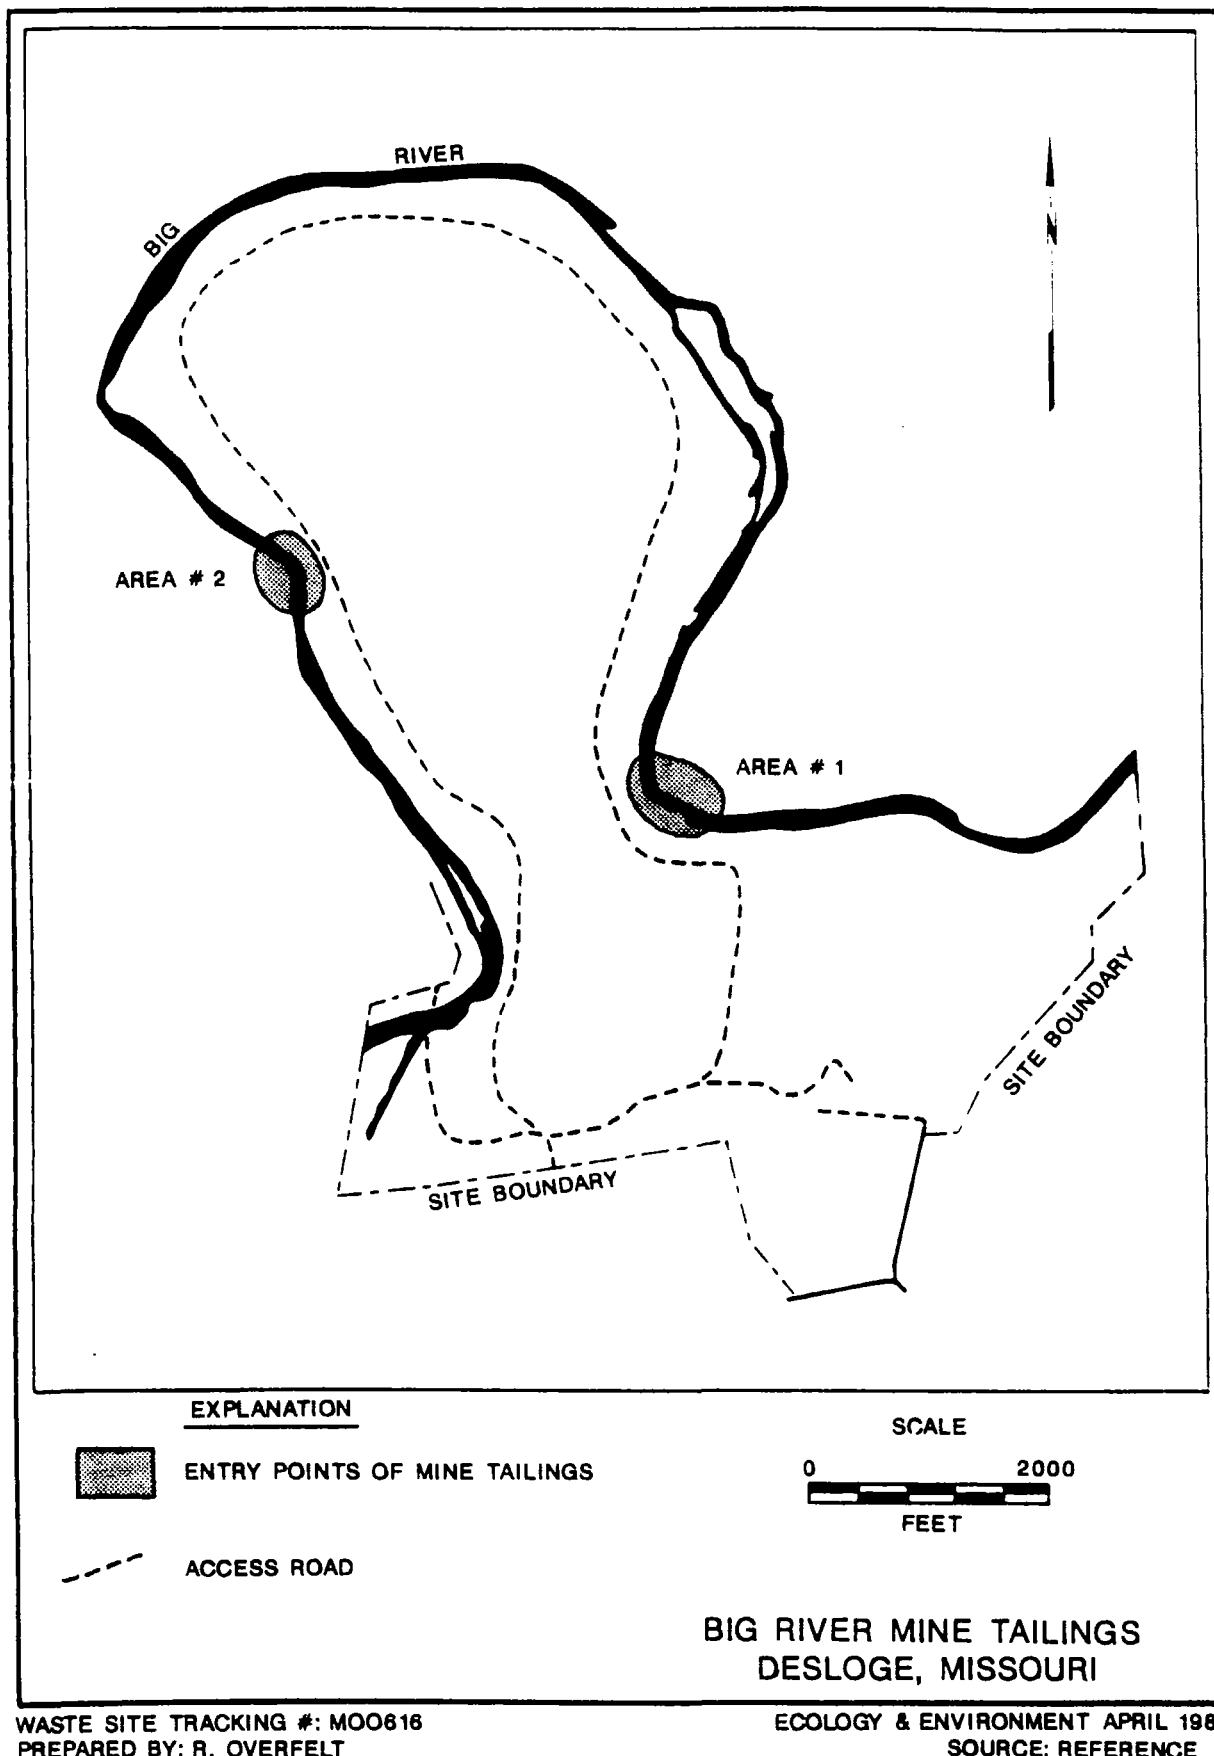 RIVER
BIG
N
AREA # 2
AREA # 1
SITE BOUNDARY
SITE BOUNDARY
EXPLANATION
ENTRY POINTS OF MINE TAILINGS
ACCESS ROAD
SCALE
0 2000
FEET
BIG RIVER MINE TAILINGS
DESLOGE, MISSOURI
WASTE SITE TRACKING #: MOO616
PREPARED BY: R. OVERFELT
ECOLOGY & ENVIRONMENT APRIL 198
SOURCE: REFERENCE